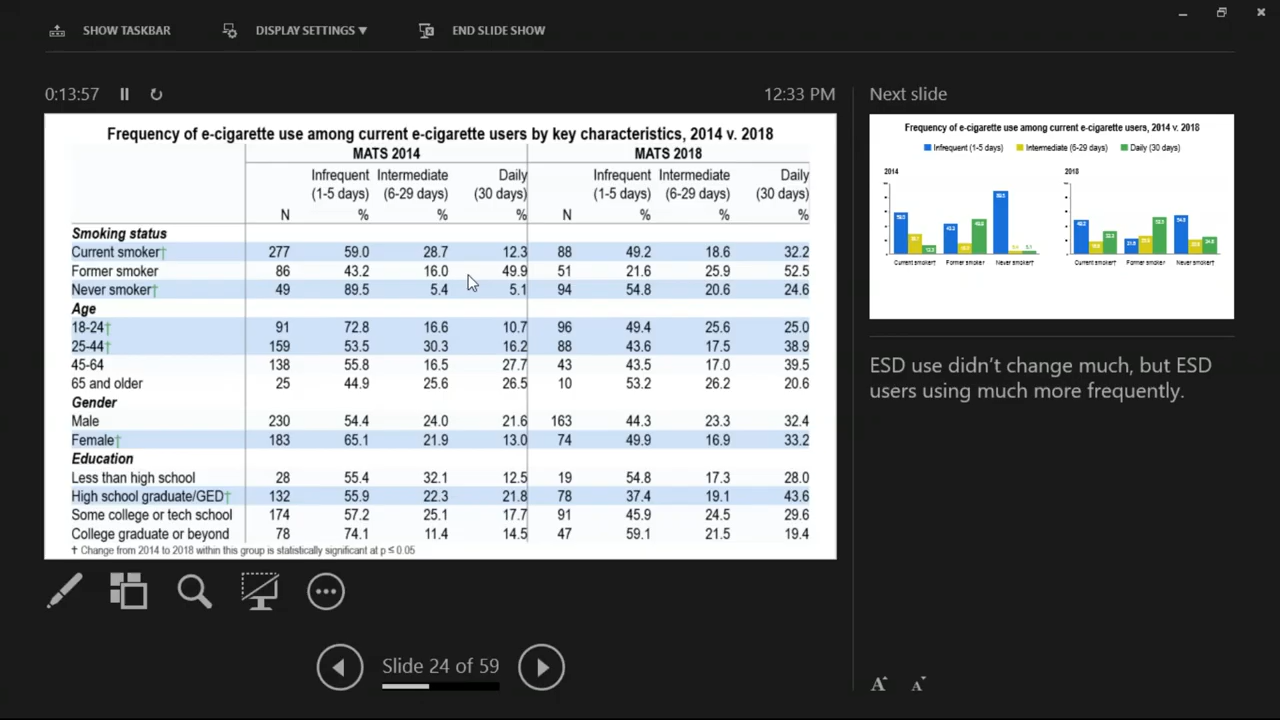 SHOW TASKBAR DISPLAY SETTINGS ▼ END SLIDE SHOW
0:13:57 12:33 PM
Frequency of e-cigarette use among current e-cigarette users by key characteristics, 2014 v. 2018
MATS 2014 MATS 2018
Infrequent Intermediate Daily Infrequent Intermediate Daily
(1-5 days) (6-29 days) (30 days) (1-5 days) (6-29 days) (30 days)
N % % % N % % %
Smoking status
Current smoker† 277 59.0 28.7 12.3 88 49.2 18.6 32.2
Former smoker 86 43.2 16.0 49.9 51 21.6 25.9 52.5
Never smoker† 49 89.5 5.4 5.1 94 54.8 20.6 24.6
Age
18-24† 91 72.8 16.6 10.7 96 49.4 25.6 25.0
25-44† 159 53.5 30.3 16.2 88 43.6 17.5 38.9
45-64 138 55.8 16.5 27.7 43 43.5 17.0 39.5
65 and older 25 44.9 25.6 26.5 10 53.2 26.2 20.6
Gender
Male 230 54.4 24.0 21.6 163 44.3 23.3 32.4
Female† 183 65.1 21.9 13.0 74 49.9 16.9 33.2
Education
Less than high school 28 55.4 32.1 12.5 19 54.8 17.3 28.0
High school graduate/GED† 132 55.9 22.3 21.8 78 37.4 19.1 43.6
Some college or tech school 174 57.2 25.1 17.7 91 45.9 24.5 29.6
College graduate or beyond 78 74.1 11.4 14.5 47 59.1 21.5 19.4
† Change from 2014 to 2018 within this group is statistically significant at p ≤ 0.05
Slide 24 of 59
Next slide
Frequency of e-cigarette use among current e-cigarette users, 2014 v. 2018
Infrequent (1-5 days) Intermediate (6-29 days) Daily (30 days)
2014 2018
Current smoker† Former smoker Never smoker† Current smoker† Former smoker Never smoker†
ESD use didn't change much, but ESD
users using much more frequently.
A A